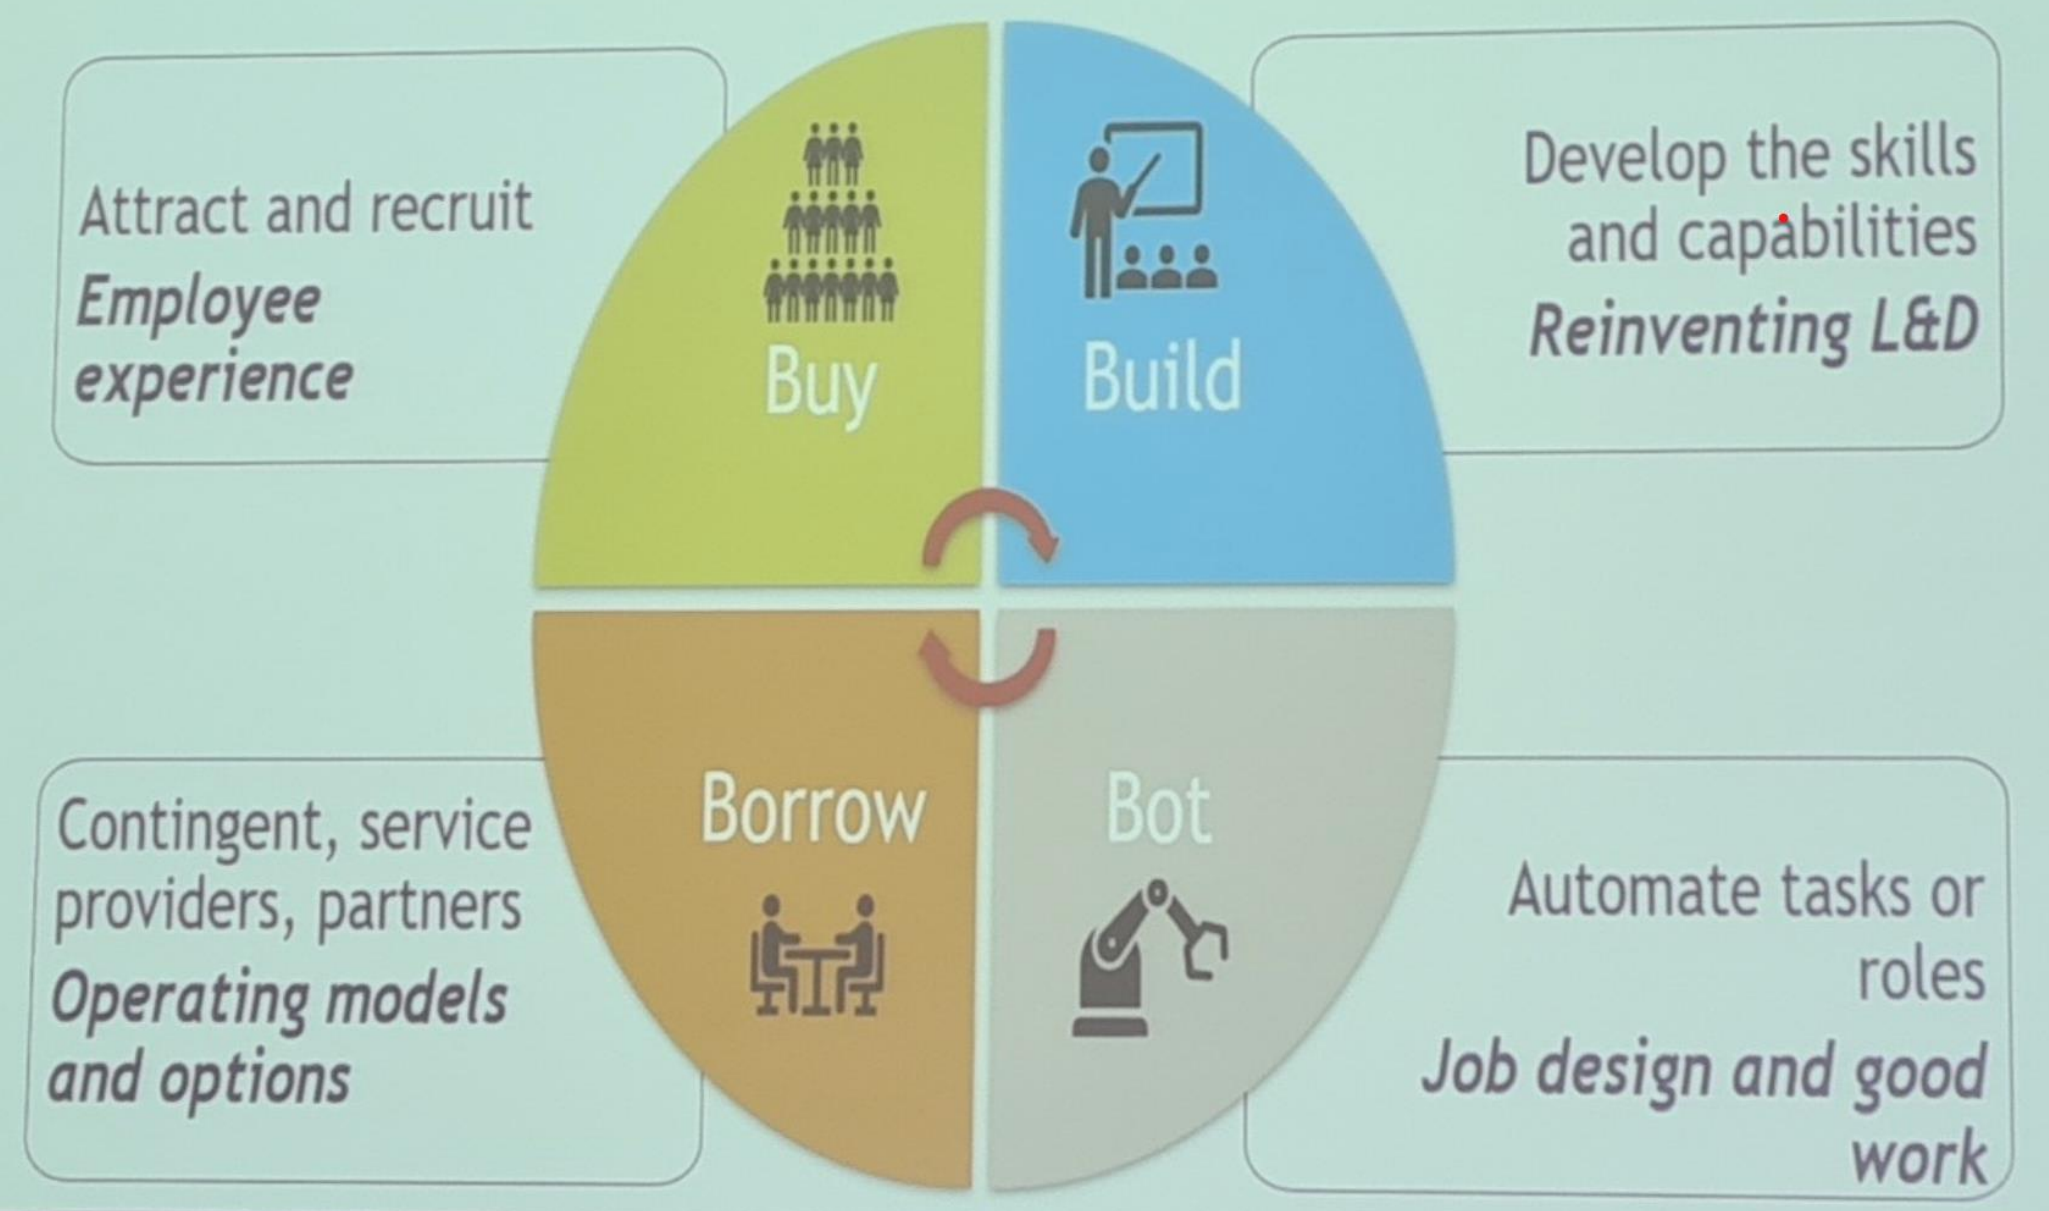 Attract and recruit
Employee
experience
Buy
Build
Develop the skills
and capabilities
Reinventing L&D
Contingent, service
providers, partners
Operating models
and options
Borrow
Bot
Automate tasks or
roles
Job design and good
work